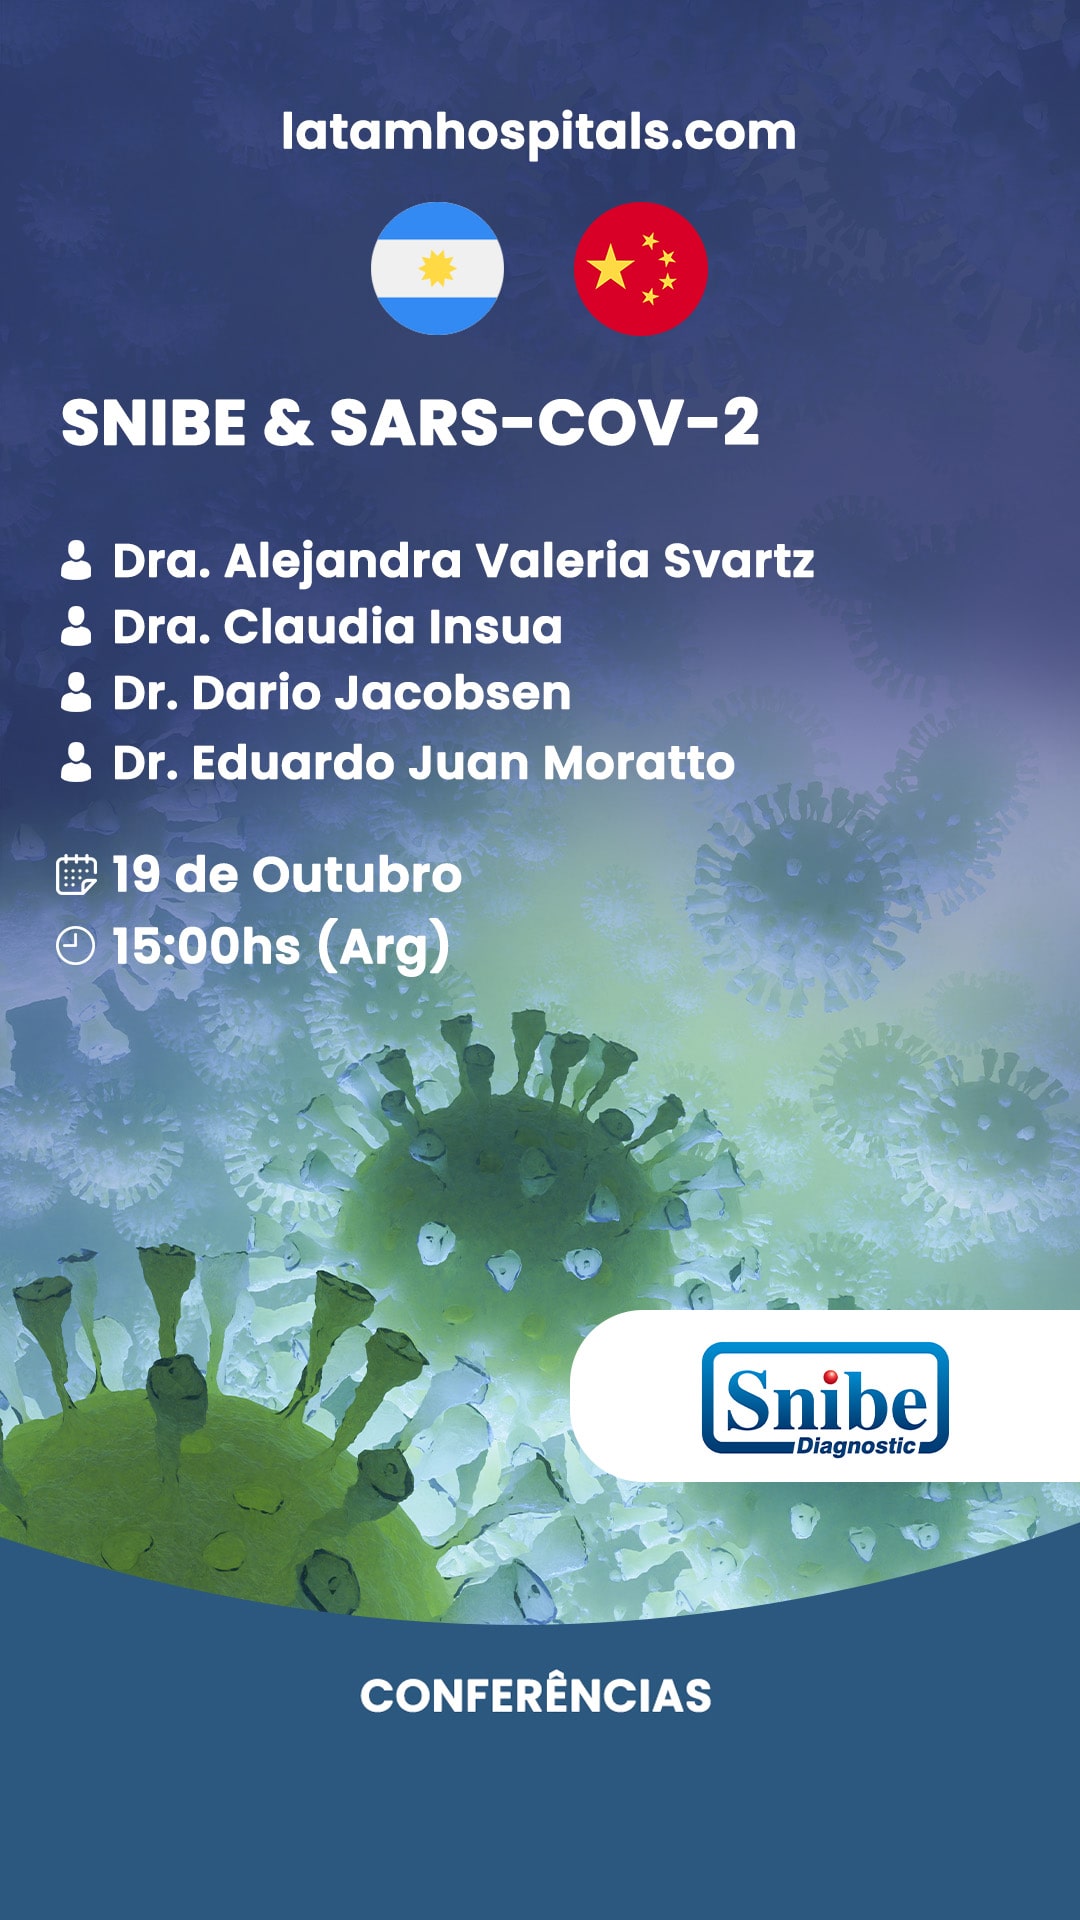 latamhospitals.com
SNIBE & SARS-COV-2
Dra. Alejandra Valeria Svartz
Dra. Claudia Insua
Dr. Dario Jacobsen
Dr. Eduardo Juan Moratto
19 de Outubro
15:00hs (Arg)
Snibe
Diagnostic
CONFERÊNCIAS